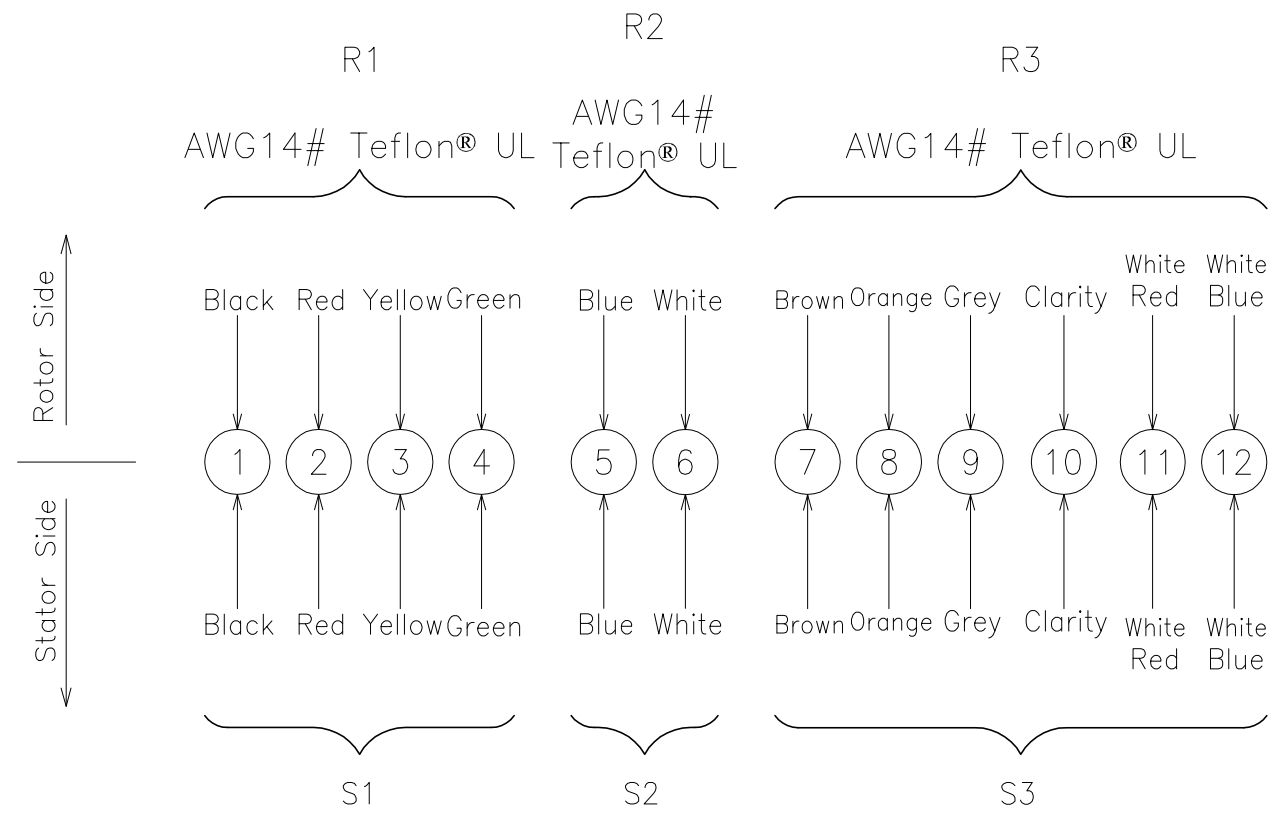 R1
R2
R3
AWG14# Teflon® UL
AWG14#
Teflon® UL
AWG14# Teflon® UL
Rotor Side
Black Red Yellow Green
Blue White
Brown Orange Grey Clarity
White
Red
White
Blue
1 2 3 4 5 6 7 8 9 10 11 12
Stator Side
Black Red Yellow Green
Blue White
Brown Orange Grey Clarity
White
Red
White
Blue
S1 S2 S3